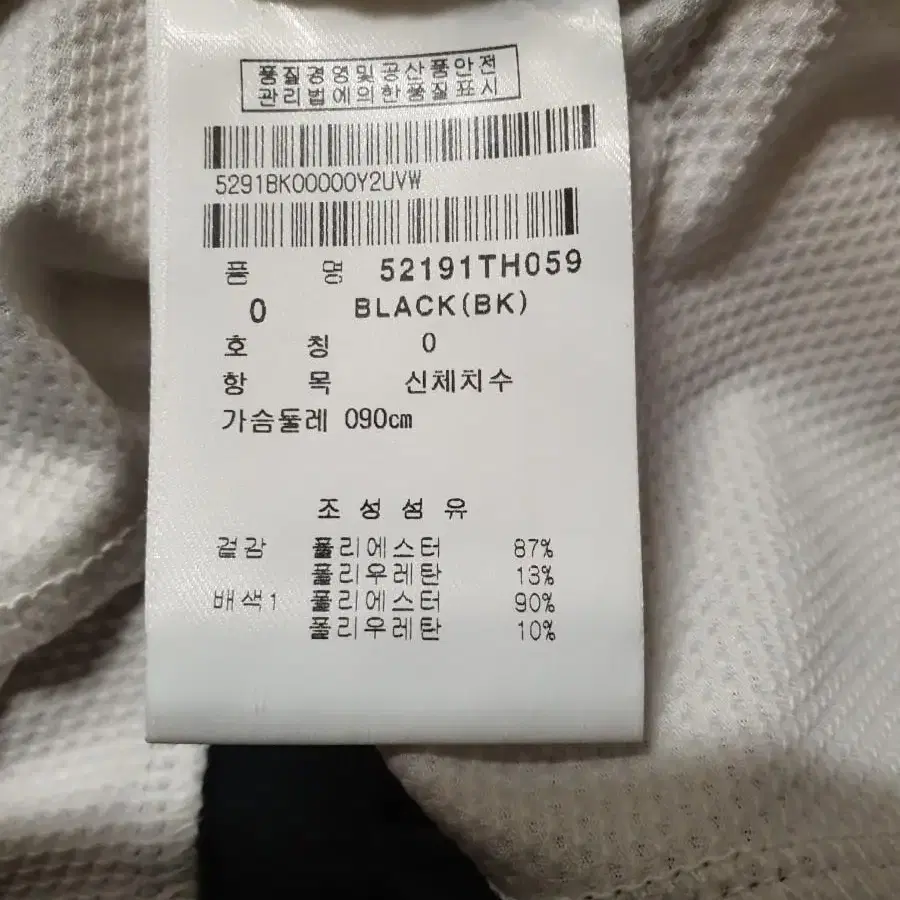 품질경영및공산품안전
관리법에의한품질표시
5291BK00000Y2UVW
품 명 52191TH059
0 BLACK(BK)
호 칭 0
항 목 신체치수
가슴둘레 090cm
조성섬유
겉감 폴리에스터 87%
폴리우레탄 13%
배색1 폴리에스터 90%
폴리우레탄 10%